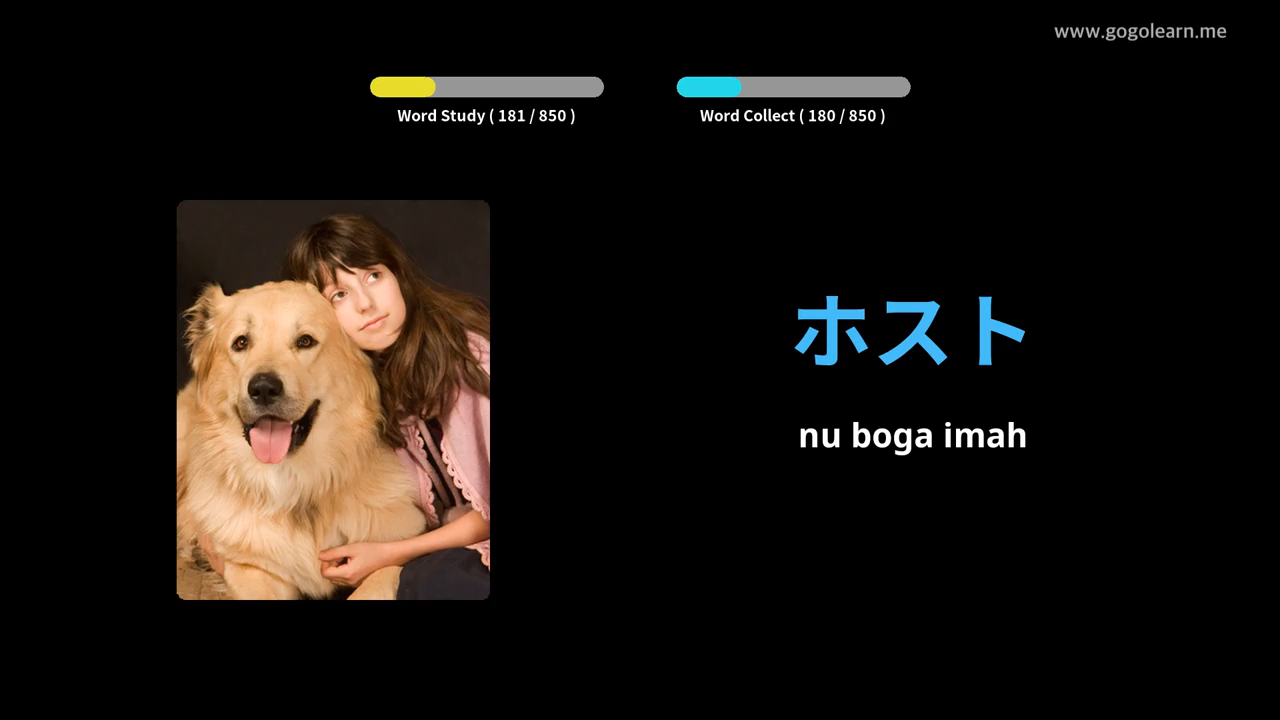 www.gogolearn.me
Word Study ( 181 / 850 )
Word Collect ( 180 / 850 )
ホスト
nu boga imah